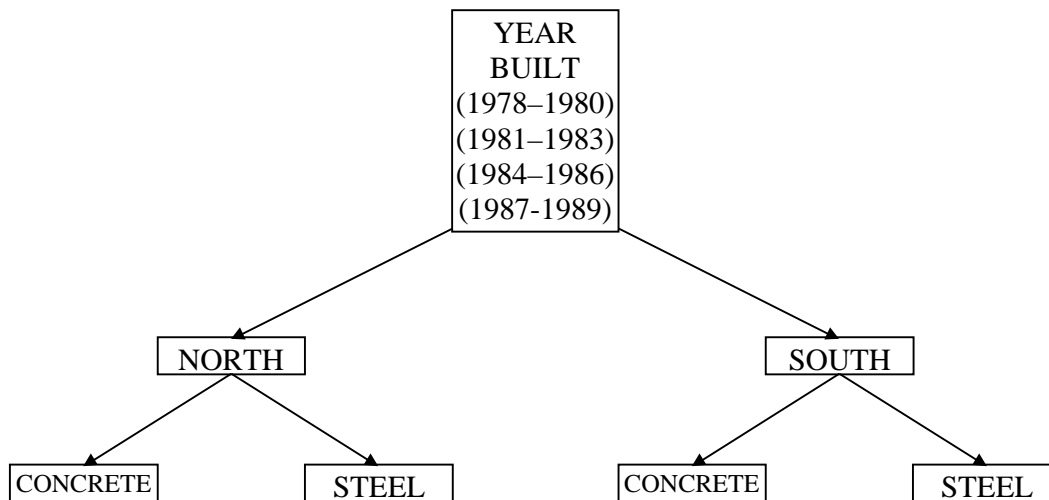 YEAR
BUILT
(1978–1980)
(1981–1983)
(1984–1986)
(1987-1989)
NORTH
SOUTH
CONCRETE
STEEL
CONCRETE
STEEL